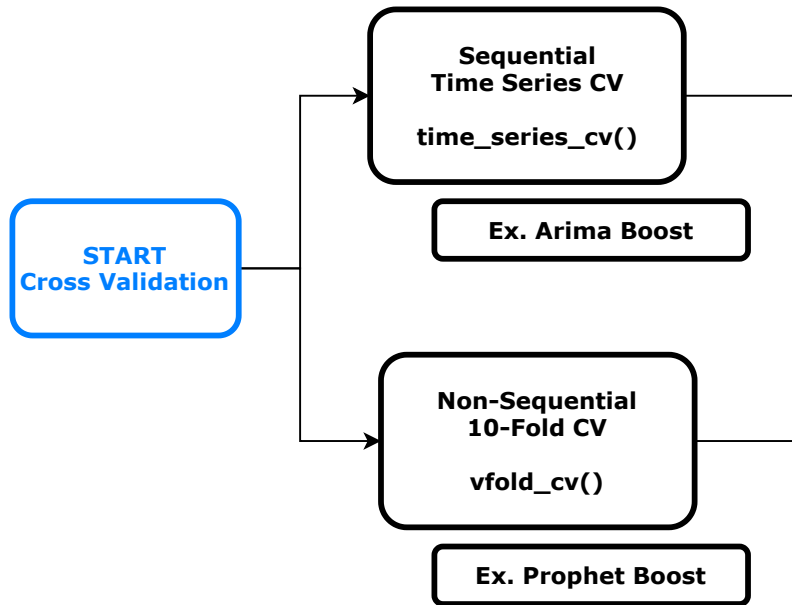 Sequential
Time Series CV
time_series_cv()
Ex. Arima Boost
START
Cross Validation
Non-Sequential
10-Fold CV
vfold_cv()
Ex. Prophet Boost